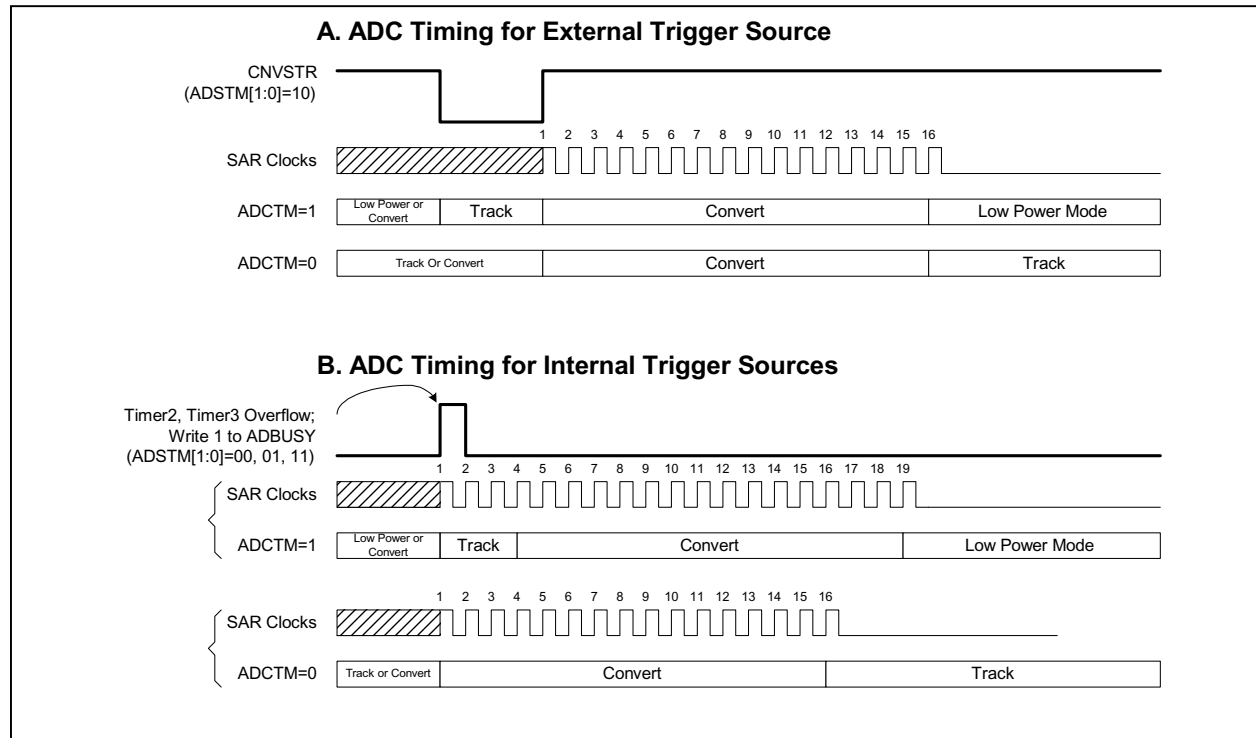 A. ADC Timing for External Trigger Source
CNVSTR
(ADSTM[1:0]=10)
1 2 3 4 5 6 7 8 9 10 11 12 13 14 15 16
SAR Clocks
ADCTM=1
Low Power or
Convert
Track
Convert
Low Power Mode
ADCTM=0
Track Or Convert
Convert
Track
B. ADC Timing for Internal Trigger Sources
Timer2, Timer3 Overflow;
Write 1 to ADBUSY
(ADSTM[1:0]=00, 01, 11)
1 2 3 4 5 6 7 8 9 10 11 12 13 14 15 16 17 18 19
SAR Clocks
ADCTM=1
Low Power or
Convert
Track
Convert
Low Power Mode
1 2 3 4 5 6 7 8 9 10 11 12 13 14 15 16
SAR Clocks
ADCTM=0
Track or Convert
Convert
Track